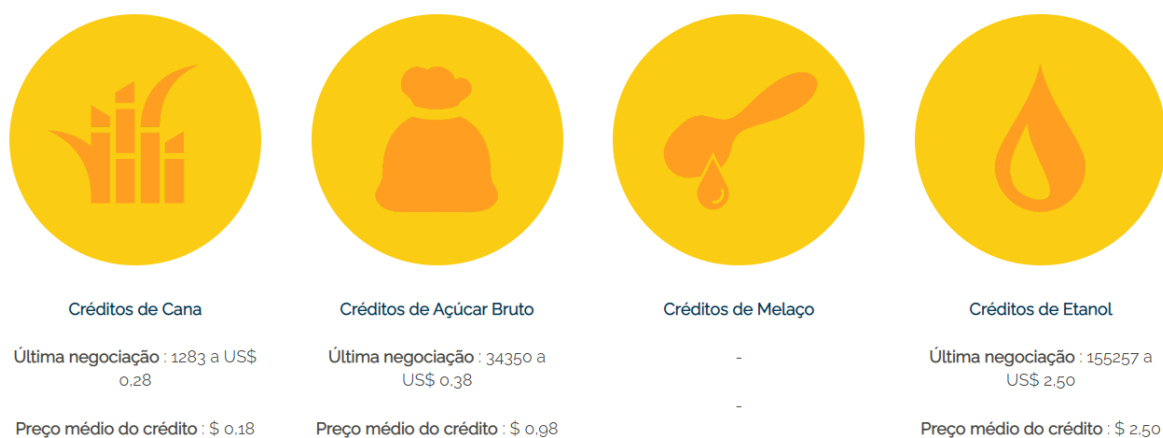 Créditos de Cana
Última negociação : 1283 a US$
0,28
Preço médio do crédito : $ 0,18
Créditos de Açúcar Bruto
Última negociação : 34350 a
US$ 0,38
Preço médio do crédito : $ 0,98
Créditos de Melaço
-
-
Créditos de Etanol
Última negociação : 155257 a
US$ 2,50
Preço médio do crédito : $ 2,50